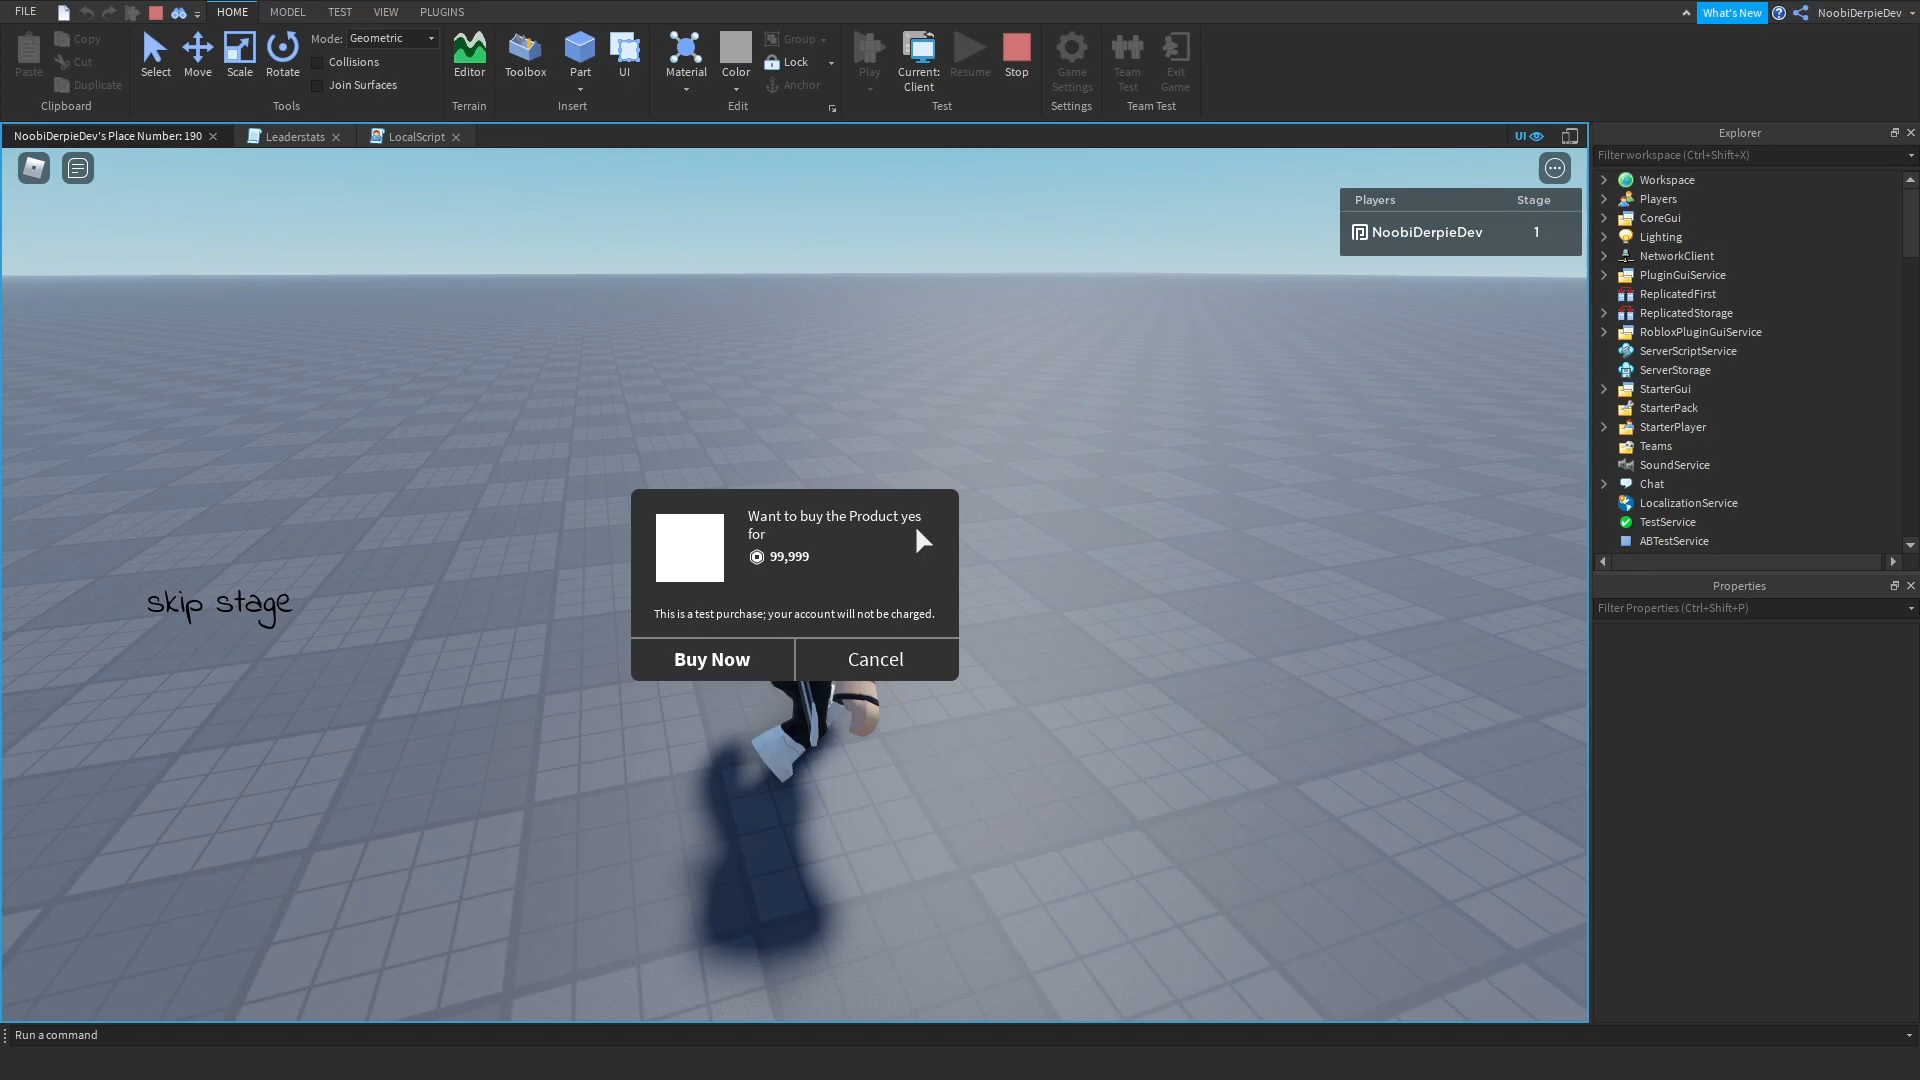 FILE
HOME
MODEL
TEST
VIEW
PLUGINS
What's New
NoobiDerpieDev
Paste
Copy
Cut
Duplicate
Clipboard
Select
Move
Scale
Rotate
Mode: Geometric
Collisions
Join Surfaces
Tools
Editor
Terrain
Toolbox
Part
UI
Insert
Material
Color
Group
Lock
Anchor
Edit
Play
Current:
Client
Resume
Stop
Test
Game
Settings
Settings
Team
Test
Exit
Game
Team Test
NoobiDerpieDev's Place Number: 190
Leaderstats
LocalScript
UI
Players Stage
NoobiDerpieDev 1
skip stage
Want to buy the Product yes
for
99,999
This is a test purchase; your account will not be charged.
Buy Now
Cancel
Explorer
Filter workspace (Ctrl+Shift+X)
Workspace
Players
CoreGui
Lighting
NetworkClient
PluginGuiService
ReplicatedFirst
ReplicatedStorage
RobloxPluginGuiService
ServerScriptService
ServerStorage
StarterGui
StarterPack
StarterPlayer
Teams
SoundService
Chat
LocalizationService
TestService
ABTestService
Properties
Filter Properties (Ctrl+Shift+P)
Run a command